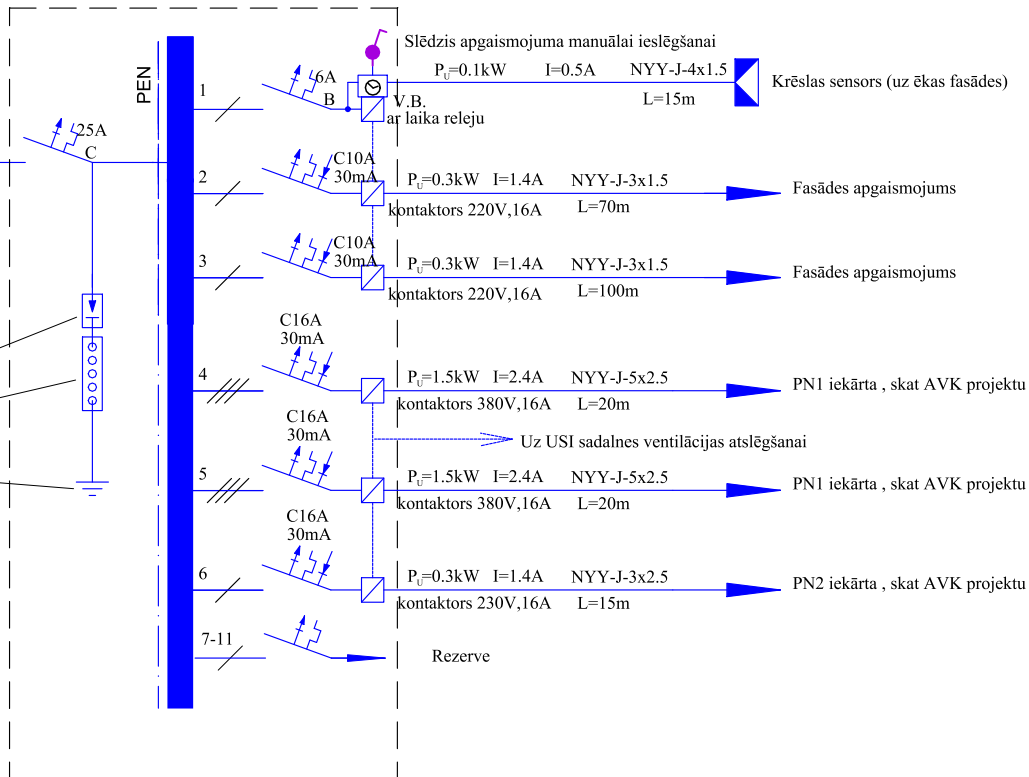 Slēdzis apgaismojuma manuālai ieslēgšanai
PEN
25A
C
1
6A
B
V.B.
ar laika releju
PU=0.1kW I=0.5A NYY-J-4x1.5
L=15m
Krēslas sensors (uz ēkas fasādes)
2
C10A
30mA
PU=0.3kW I=1.4A NYY-J-3x1.5
kontaktors 220V,16A L=70m
Fasādes apgaismojums
3
C10A
30mA
PU=0.3kW I=1.4A NYY-J-3x1.5
kontaktors 220V,16A L=100m
Fasādes apgaismojums
4
C16A
30mA
PU=1.5kW I=2.4A NYY-J-5x2.5
kontaktors 380V,16A L=20m
PN1 iekārta , skat AVK projektu
Uz USI sadalnes ventilācijas atslēgšanai
5
C16A
30mA
PU=1.5kW I=2.4A NYY-J-5x2.5
kontaktors 380V,16A L=20m
PN1 iekārta , skat AVK projektu
6
C16A
30mA
PU=0.3kW I=1.4A NYY-J-3x2.5
kontaktors 230V,16A L=15m
PN2 iekārta , skat AVK projektu
7-11
Rezerve